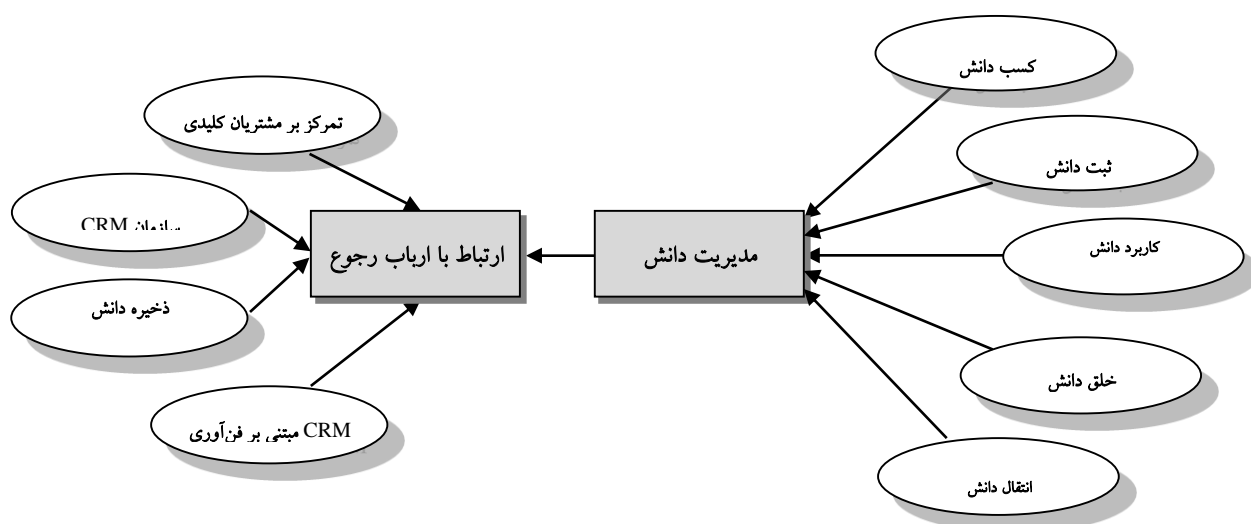 کسب دانش
تمرکز بر مشتریان کلیدی
ثبت دانش
سازمان CRM
کاربرد دانش
مدیریت دانش
ارتباط با ارباب رجوع
ذخیره دانش
خلق دانش
CRM مبتنی بر فن‌آوری
انتقال دانش